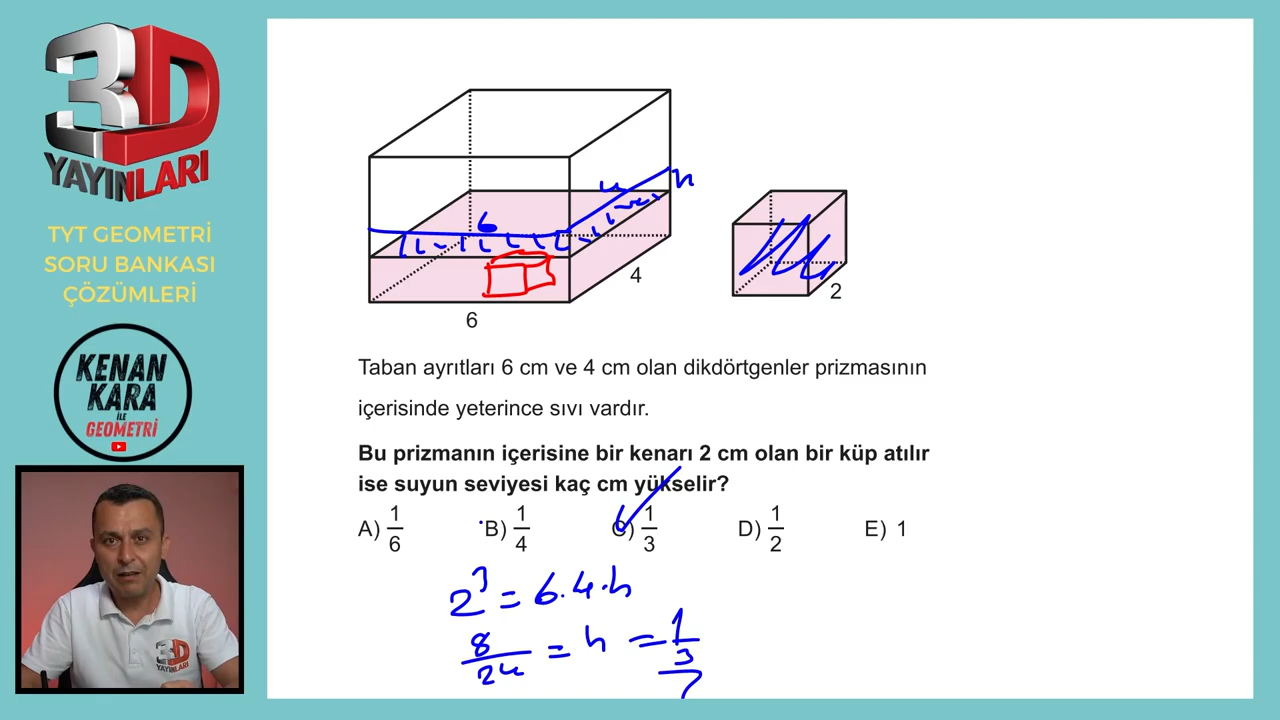 3D
YAYINLARI
TYT GEOMETRİ
SORU BANKASI
ÇÖZÜMLERİ
KENAN
KARA
İLE
GEOMETRİ
3D
YAYINLARI
6
4
h
6
4
2
Taban ayrıtları 6 cm ve 4 cm olan dikdörtgenler prizmasının
içerisinde yeterince sıvı vardır.
Bu prizmanın içerisine bir kenarı 2 cm olan bir küp atılır
ise suyun seviyesi kaç cm yükselir?
A) 1/6 B) 1/4 C) 1/3 D) 1/2 E) 1
2³ = 6.4.h
8/24 = h = 1/3